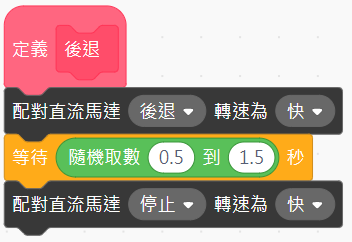 定義 後退
配對直流馬達 後退 轉速為 快
等待 隨機取數 0.5 到 1.5 秒
配對直流馬達 停止 轉速為 快